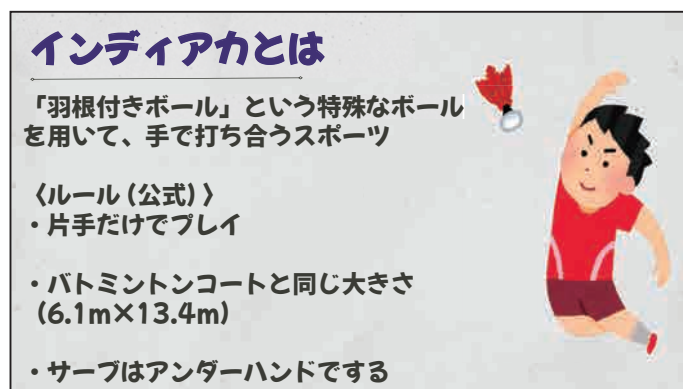 インディアカとは
「羽根付きボール」という特殊なボール
を用いて、手で打ち合うスポーツ
〈ルール(公式)〉
・片手だけでプレイ
・バトミントンコートと同じ大きさ
(6.1m×13.4m)
・サーブはアンダーハンドでする